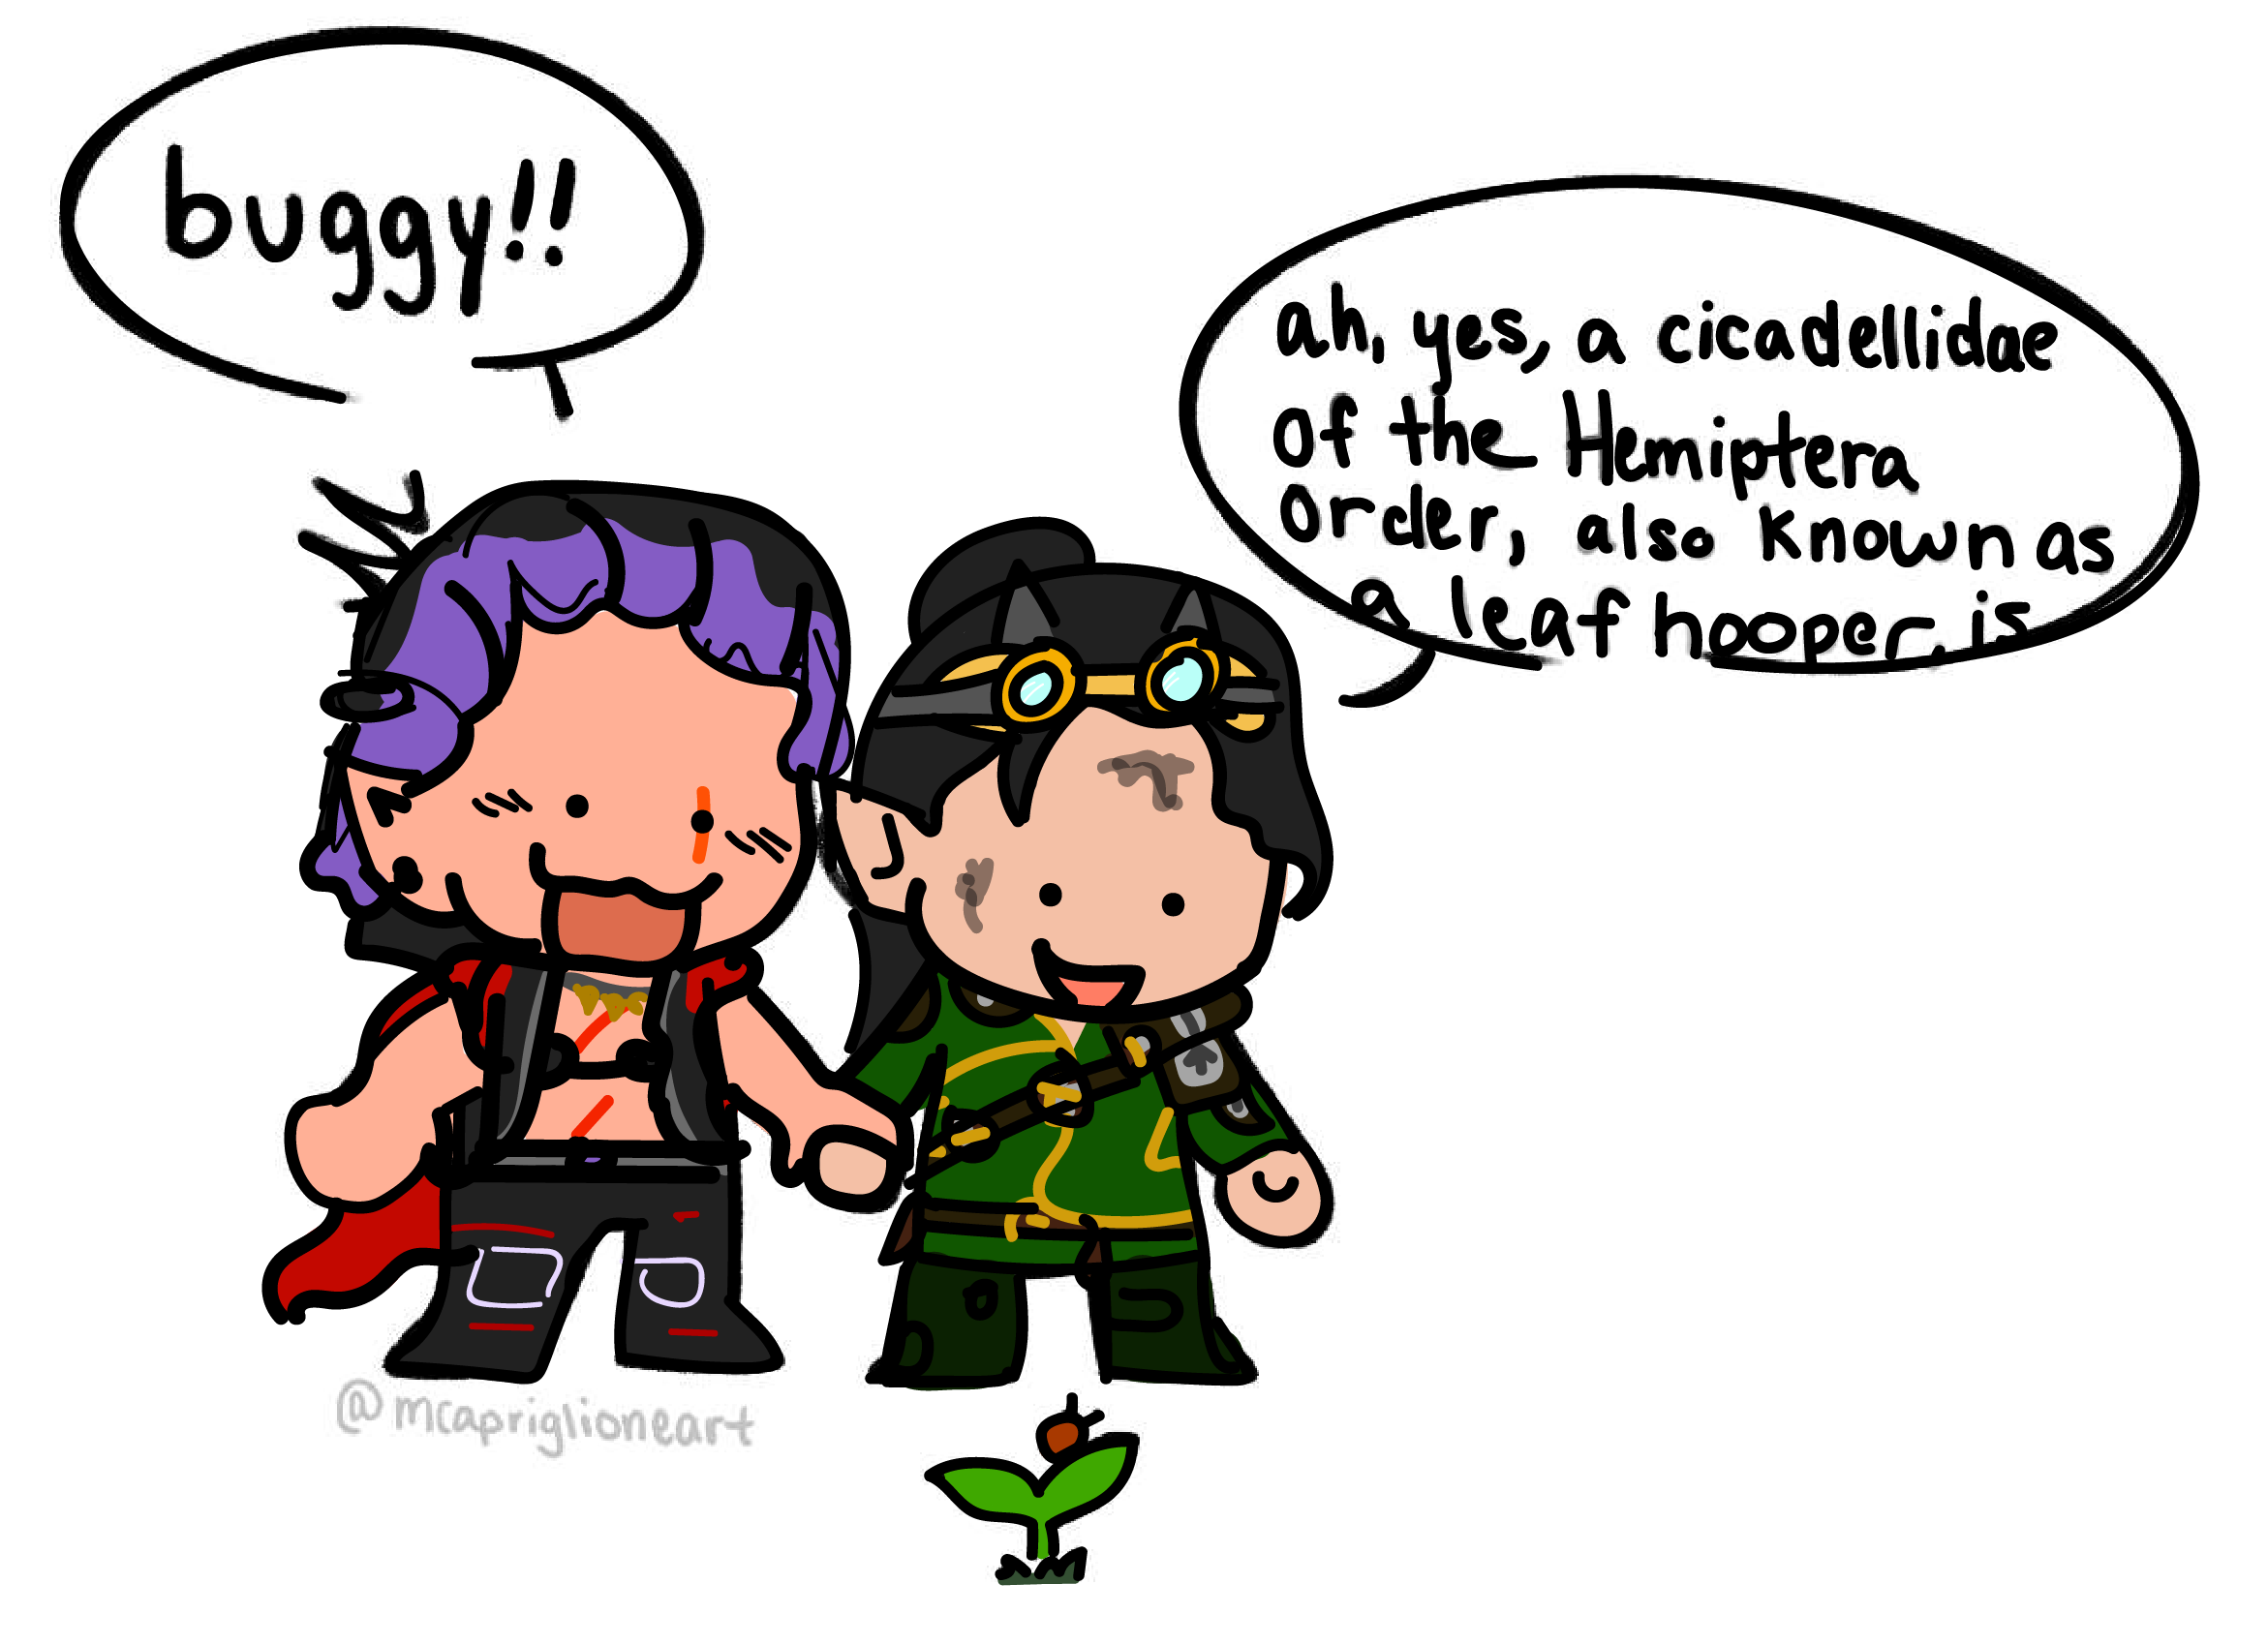 buggy!!
ah, yes, a cicadellidae
of the Hemiptera
order, also known as
a leaf hooper, is
@mcapriglioneart